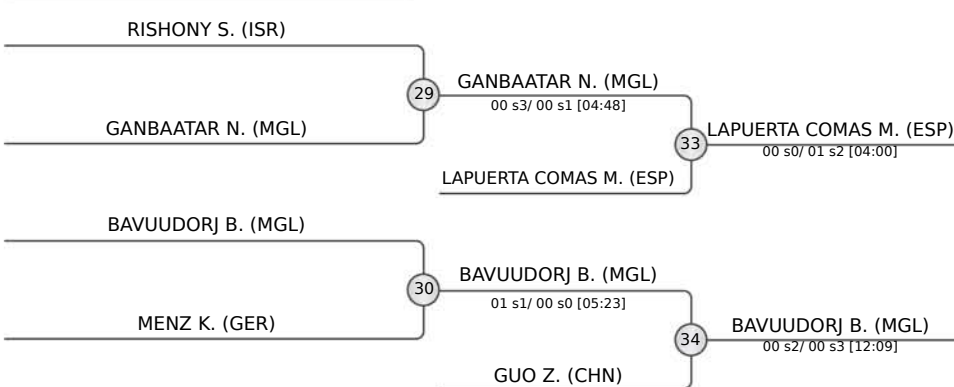 RISHONY S. (ISR)
29
GANBAATAR N. (MGL)
00 s3/ 00 s1 [04:48]
GANBAATAR N. (MGL)
33
LAPUERTA COMAS M. (ESP)
00 s0/ 01 s2 [04:00]
LAPUERTA COMAS M. (ESP)
BAVUUDORJ B. (MGL)
30
BAVUUDORJ B. (MGL)
01 s1/ 00 s0 [05:23]
MENZ K. (GER)
34
BAVUUDORJ B. (MGL)
00 s2/ 00 s3 [12:09]
GUO Z. (CHN)